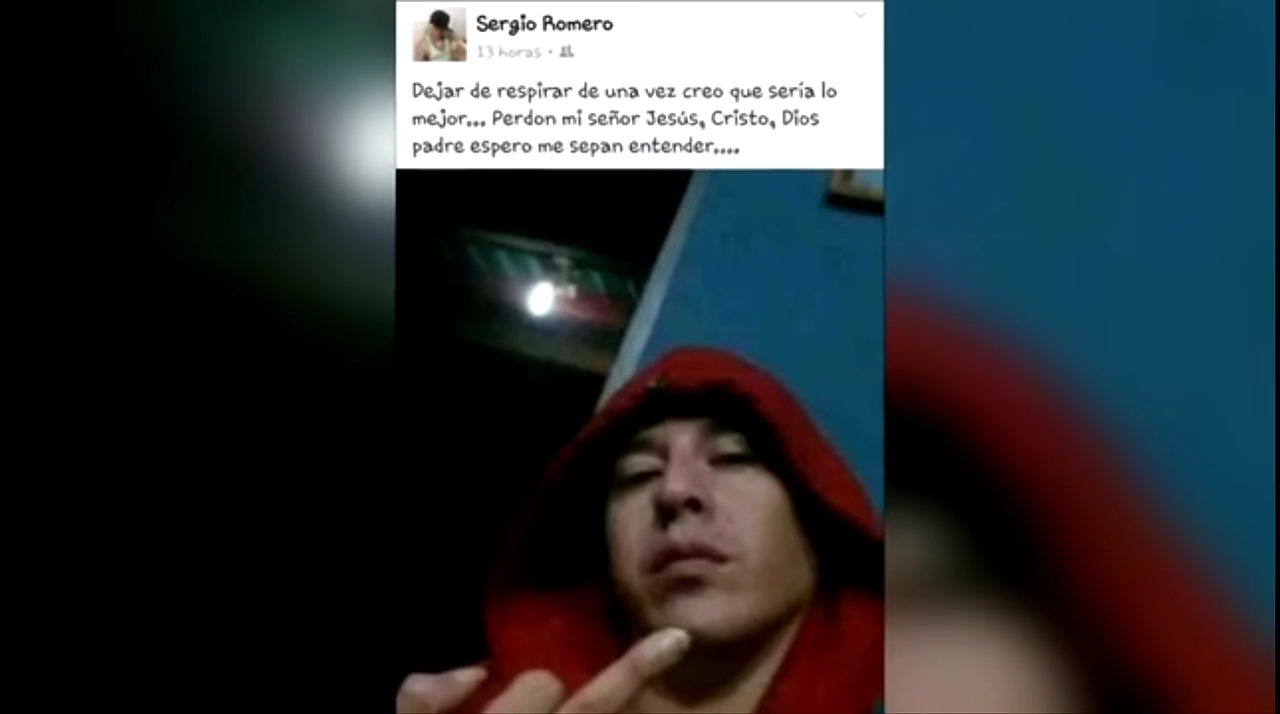 Sergio Romero
13 horas •
Dejar de respirar de una vez creo que sería lo
mejor... Perdon mi señor Jesús, Cristo, Dios
padre espero me sepan entender....